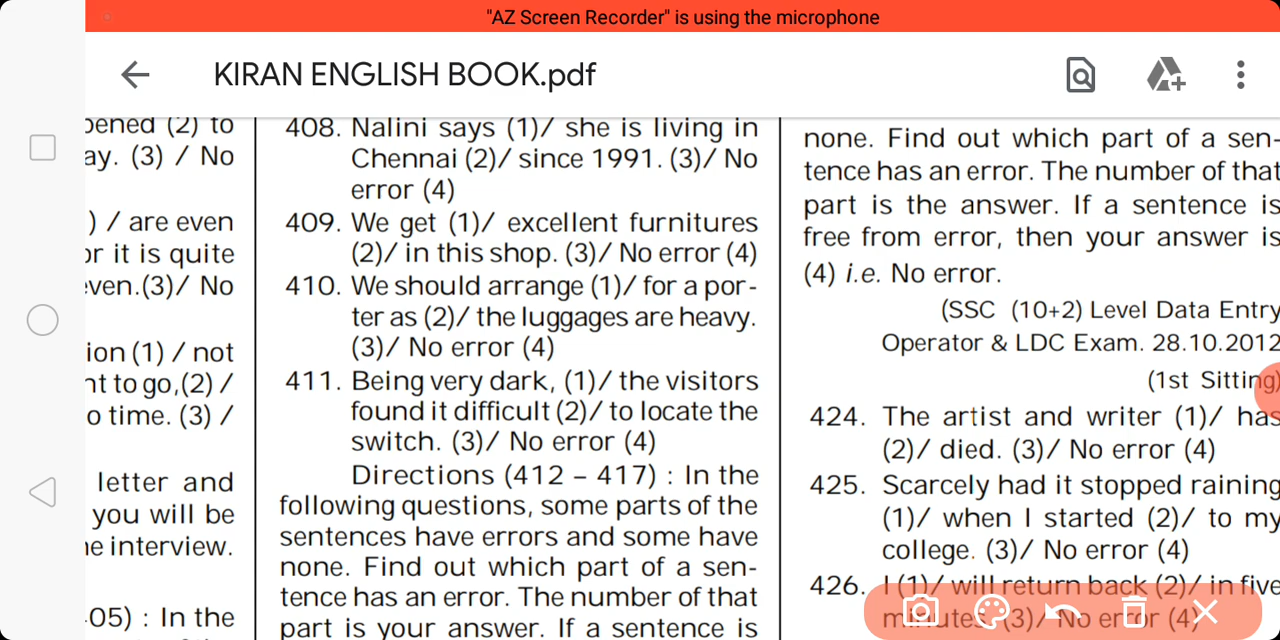 "AZ Screen Recorder" is using the microphone
KIRAN ENGLISH BOOK.pdf
(2) to
ay. (3) / No
) / are even
it is quite
(3)/ No
ion (1) / not
to go,(2) /
time. (3) /
letter and
you will be
interview.
05) : In the
408. Nalini says (1)/ she is living in
Chennai (2)/ since 1991. (3)/ No
error (4)
409. We get (1)/ excellent furnitures
(2)/ in this shop. (3)/ No error (4)
410. We should arrange (1)/ for a por-
ter as (2)/ the luggages are heavy.
(3)/ No error (4)
411. Being very dark, (1)/ the visitors
found it difficult (2)/ to locate the
switch. (3)/ No error (4)
Directions (412 – 417) : In the
following questions, some parts of the
sentences have errors and some have
none. Find out which part of a sen-
tence has an error. The number of that
part is your answer. If a sentence is
none. Find out which part of a sen-
tence has an error. The number of that
part is the answer. If a sentence is
free from error, then your answer is
(4) i.e. No error.
(SSC (10+2) Level Data Entry
Operator & LDC Exam. 28.10.2012
(1st Sitting)
424. The artist and writer (1)/ has
(2)/ died. (3)/ No error (4)
425. Scarcely had it stopped raining
(1)/ when I started (2)/ to my
college. (3)/ No error (4)
426. I (1)/ will return back (2)/ in five
minutes. (3)/ No error (4)